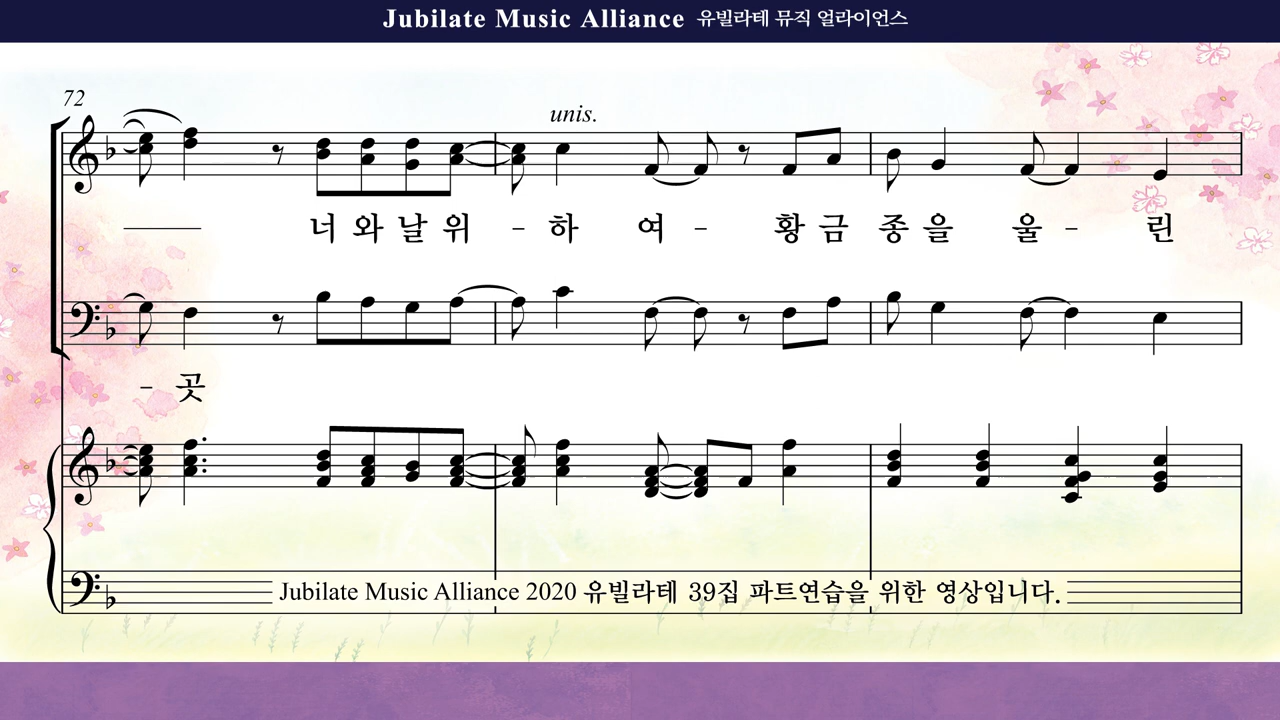 Jubilate Music Alliance 유빌라테 뮤직 얼라이언스
72
unis.
너 와 날 위 - 하 여 - 황 금 종 을 울 - 린
- 곳
Jubilate Music Alliance 2020 유빌라테 39집 파트연습을 위한 영상입니다.